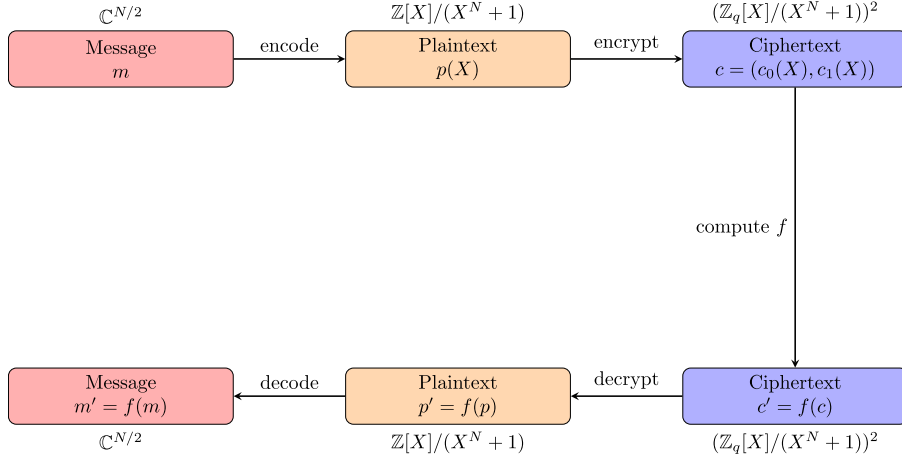 ℂ^{N/2}
ℤ[X]/(X^N + 1)
(ℤ_q[X]/(X^N + 1))^2
Message
m
encode
Plaintext
p(X)
encrypt
Ciphertext
c = (c_0(X), c_1(X))
compute f
Message
m′ = f(m)
decode
Plaintext
p′ = f(p)
decrypt
Ciphertext
c′ = f(c)
ℂ^{N/2}
ℤ[X]/(X^N + 1)
(ℤ_q[X]/(X^N + 1))^2